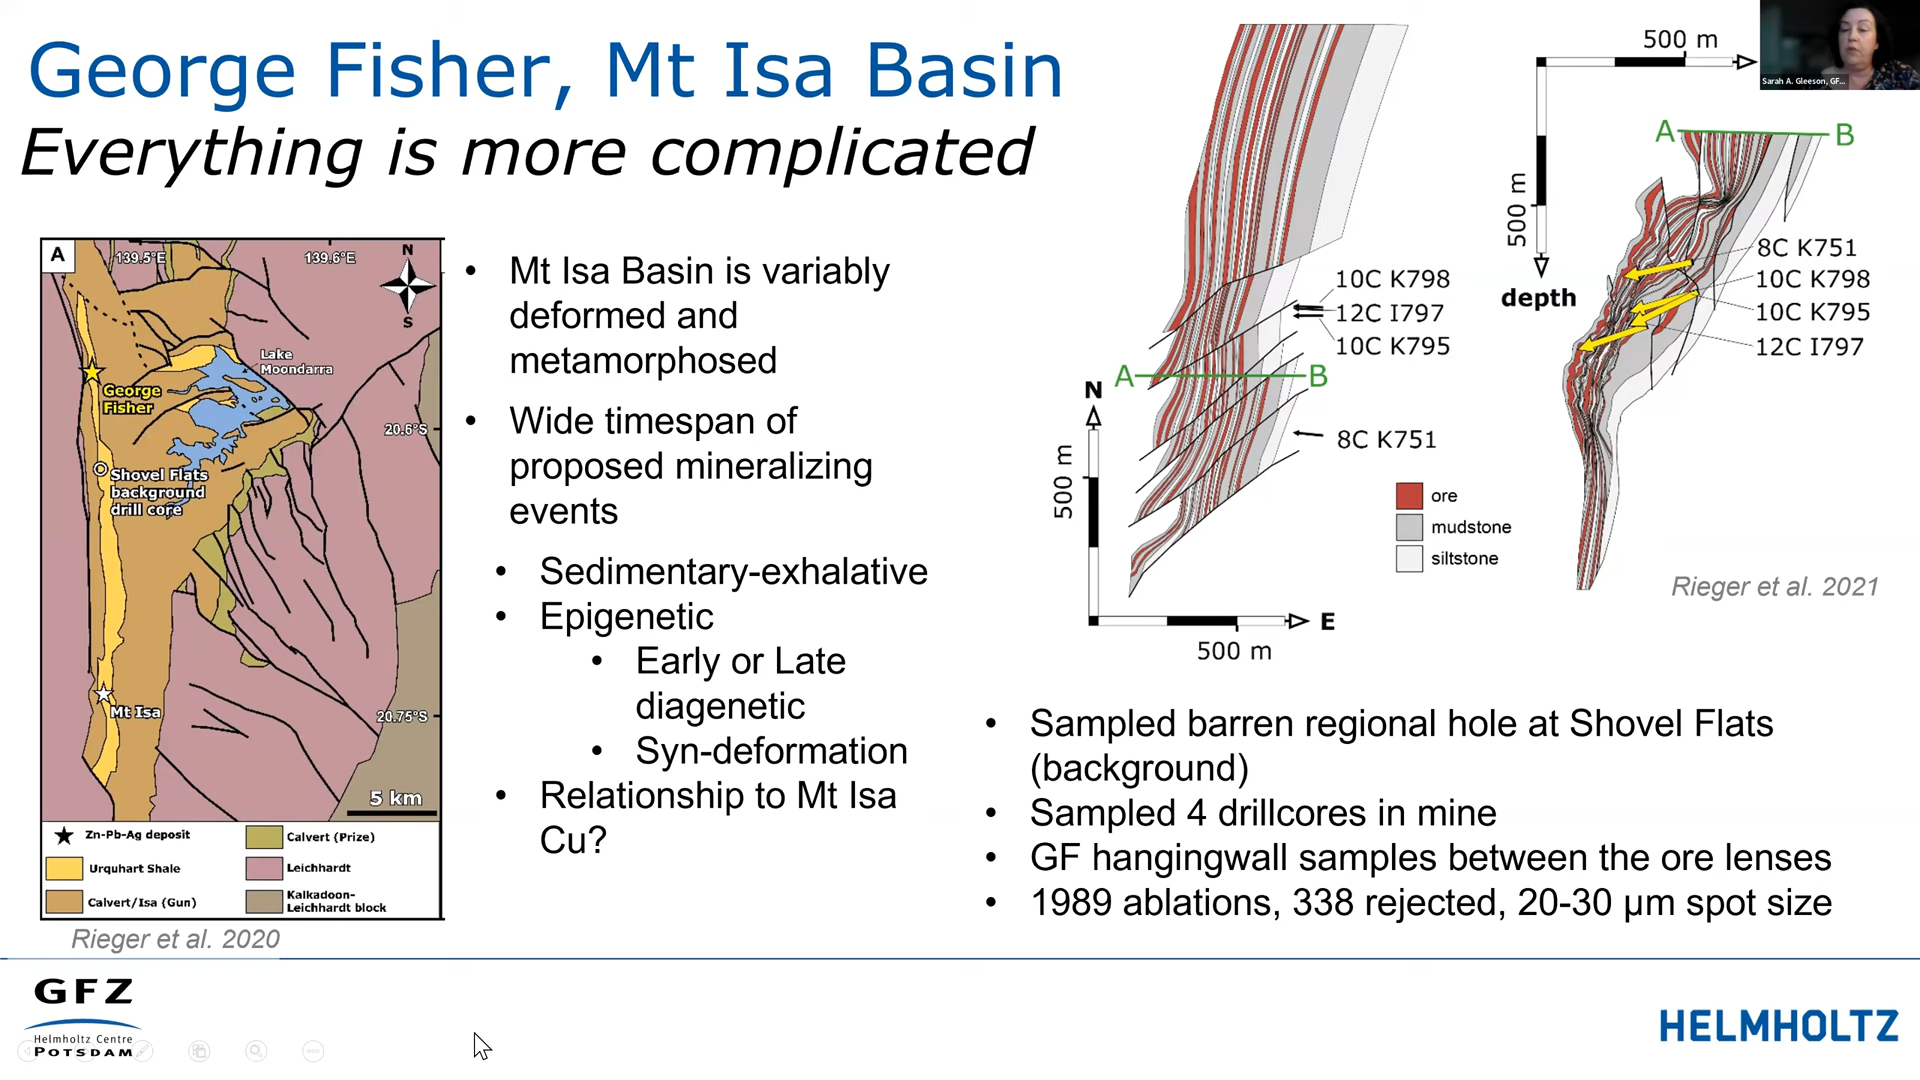 George Fisher, Mt Isa Basin
Everything is more complicated
A
139.5°E
139.6°E
N
S
Lake
Moondarra
George
Fisher
20.6°S
Shovel Flats
background
drill core
Mt Isa
20.75°S
5 km
Zn-Pb-Ag deposit
Urquhart Shale
Calvert/Isa (Gun)
Calvert (Prize)
Leichhardt
Kalkadoon-
Leichhardt block
Rieger et al. 2020
• Mt Isa Basin is variably
deformed and
metamorphosed
• Wide timespan of
proposed mineralizing
events
• Sedimentary-exhalative
• Epigenetic
• Early or Late
diagenetic
• Syn-deformation
• Relationship to Mt Isa
Cu?
10C K798
12C I797
10C K795
A
B
N
8C K751
500 m
ore
mudstone
siltstone
E
500 m
500 m
A
B
500 m
8C K751
10C K798
depth
10C K795
12C I797
Rieger et al. 2021
• Sampled barren regional hole at Shovel Flats
(background)
• Sampled 4 drillcores in mine
• GF hangingwall samples between the ore lenses
• 1989 ablations, 338 rejected, 20-30 µm spot size
Sarah A. Gleeson, GF...
GFZ
Helmholtz Centre
POTSDAM
HELMHOLTZ